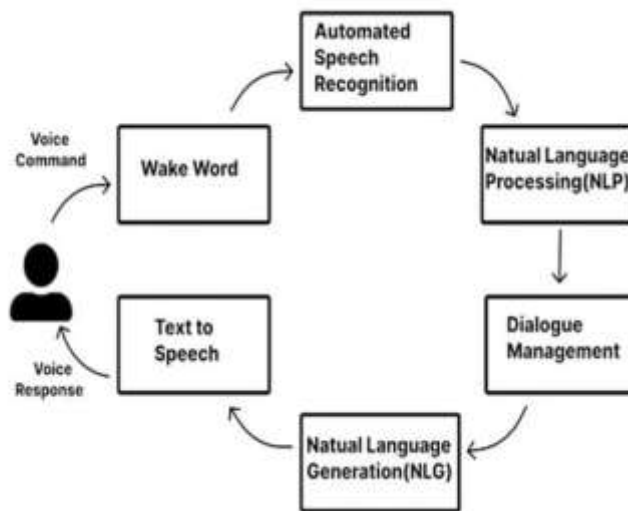 Automated
Speech
Recognition
Voice
Command
Wake Word
Natual Language
Processing(NLP)
Dialogue
Management
Natual Language
Generation(NLG)
Text to
Speech
Voice
Response